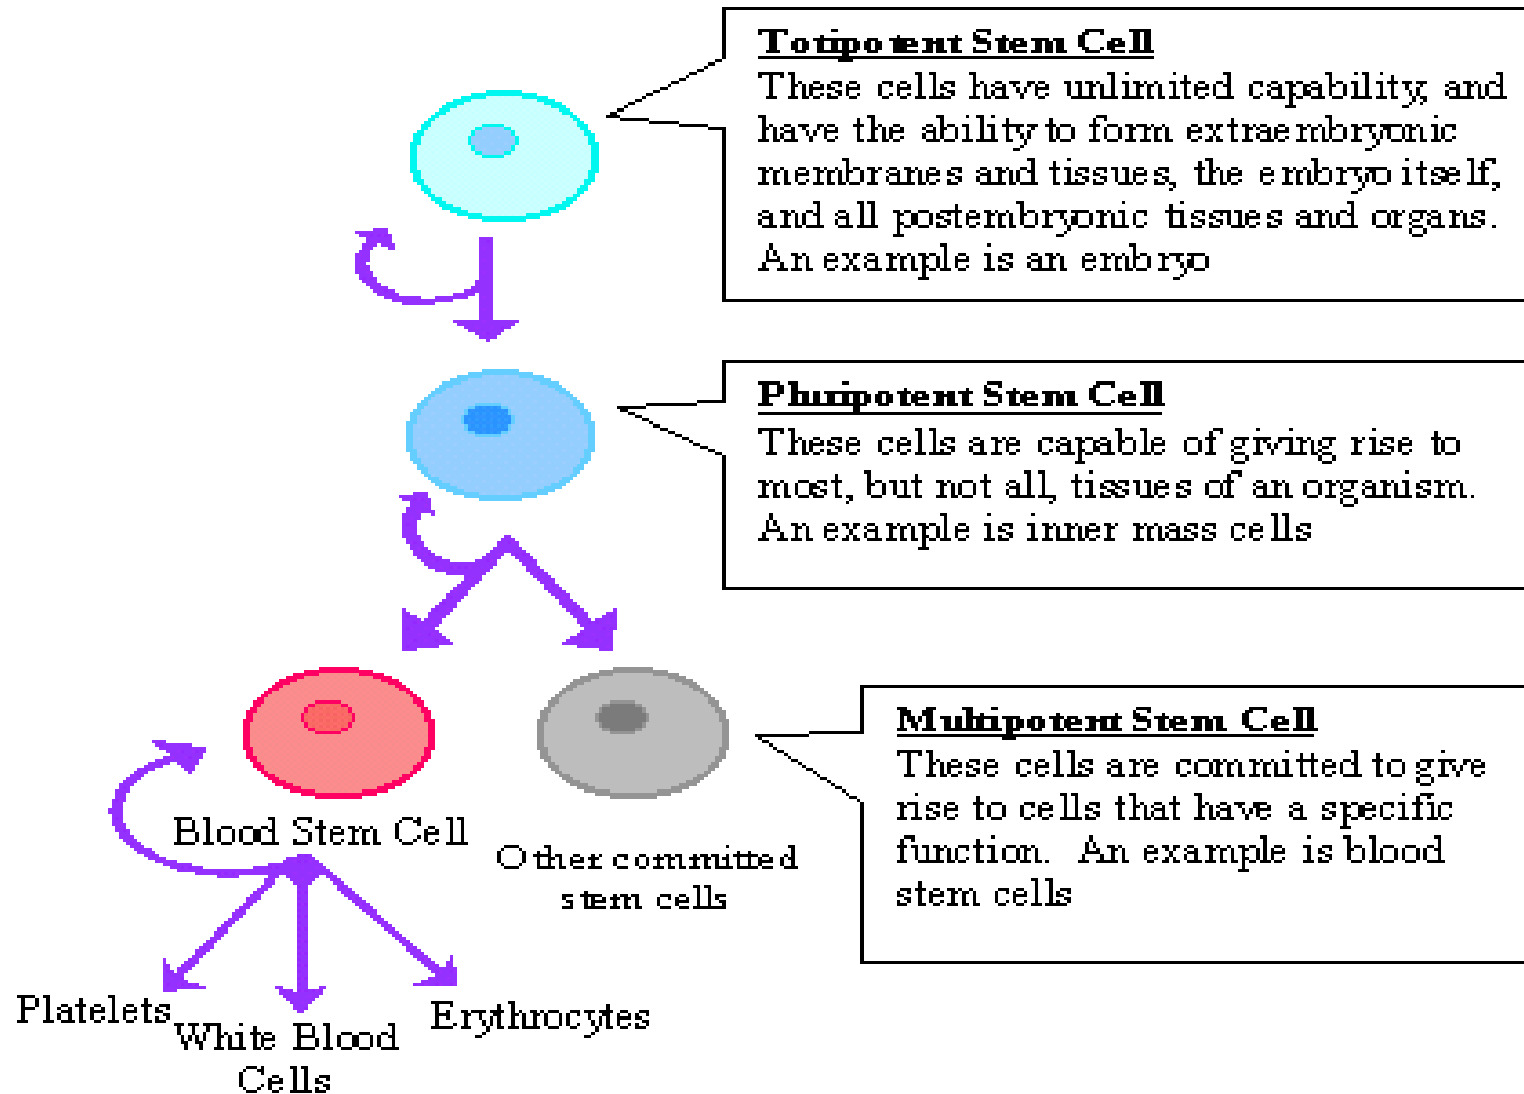 Totipotent Stem Cell
These cells have unlimited capability, and
have the ability to form extraembryonic
membranes and tissues, the embryo itself,
and all postembryonic tissues and organs.
An example is an embryo
Pluripotent Stem Cell
These cells are capable of giving rise to
most, but not all, tissues of an organism.
An example is inner mass cells
Multipotent Stem Cell
These cells are committed to give
rise to cells that have a specific
function.  An example is blood
stem cells
Blood Stem Cell
Other committed
stem cells
Platelets
White Blood
Cells
Erythrocytes